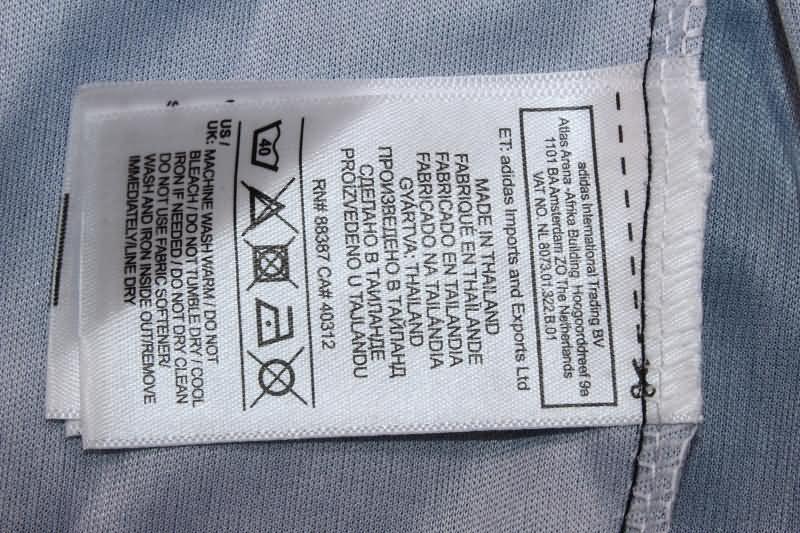 adidas International Trading BV
Atlas Arena -Afrika Building Hoogoorddreef 9a
1101 BA Amsterdam ZO The Netherlands
VAT NO. NL 8073.01.322.B.01
ET: adidas Imports and Exports Ltd
MADE IN THAILAND
FABRIQUÉ EN THAÏLANDE
FABRICADO EN TAILANDIA
FABRICADO NA TAILÂNDIA
GYÁRTVA: THAILAND
ПРОИЗВЕДЕНО В ТАЙЛАНД
СДЕЛАНО В ТАИЛАНДЕ
PROIZVEDENO U TAJLANDU
RN# 88387 CA# 40312
40
US /
UK: MACHINE WASH WARM / DO NOT
BLEACH / DO NOT TUMBLE DRY / COOL
IRON IF NEEDED / DO NOT DRY CLEAN
DO NOT USE FABRIC SOFTENER/
WASH AND IRON INSIDE OUT/REMOVE
IMMEDIATELY/LINE DRY